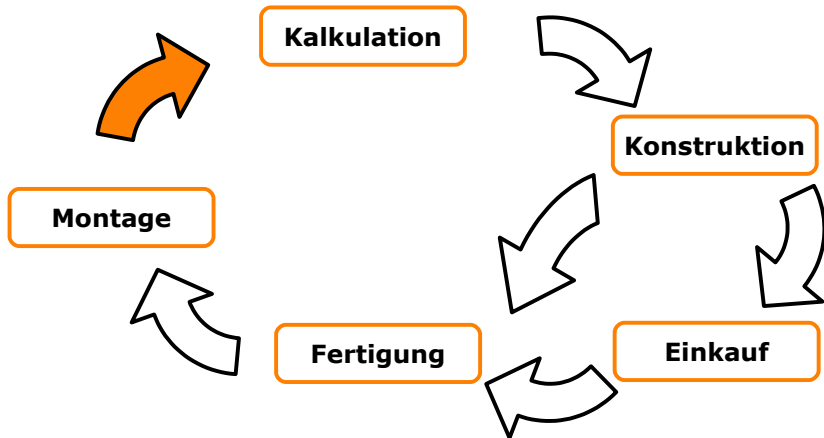 Kalkulation
Konstruktion
Montage
Fertigung
Einkauf